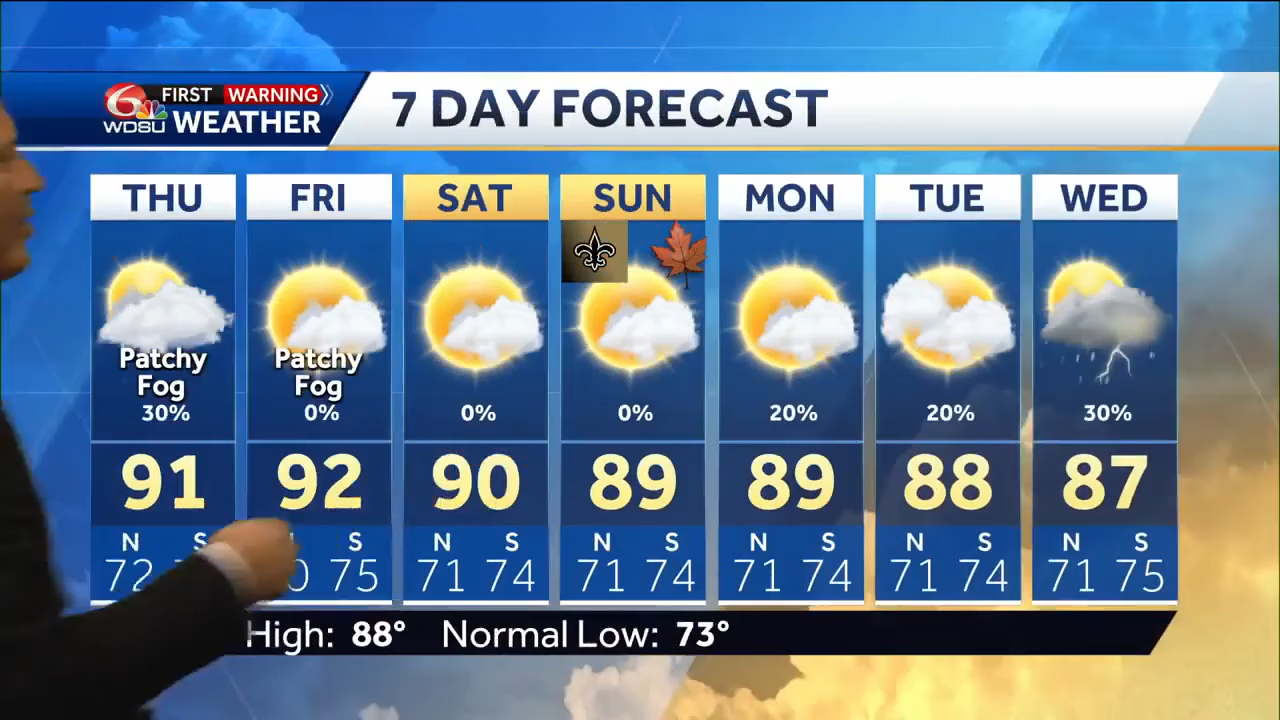 FIRST WARNING
6 WDSU WEATHER
7 DAY FORECAST
THU FRI SAT SUN MON TUE WED
Patchy Fog Patchy Fog
30% 0% 0% 0% 20% 20% 30%
91 92 90 89 89 88 87
N S S N S N S N S N S N S
72 75 71 74 71 74 71 74 71 74 71 75
High: 88° Normal Low: 73°